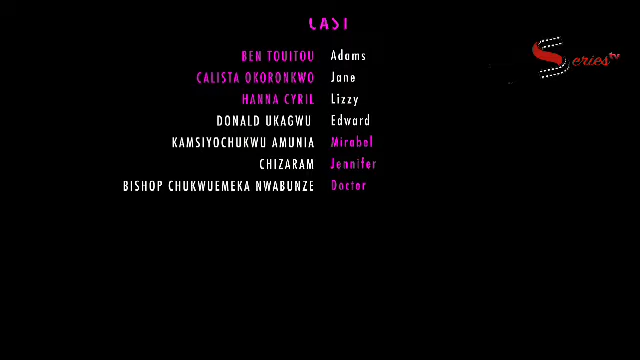 CAST
BEN TOUITOU Adams
CALISTA OKORONKWO Jane
HANNA CYRIL Lizzy
DONALD UKAGWU Edward
KAMSIYOCHUKWU AMUNIA Mirabel
CHIZARAM Jennifer
BISHOP CHUKWUEMEKA NWABUNZE Doctor
Series tv